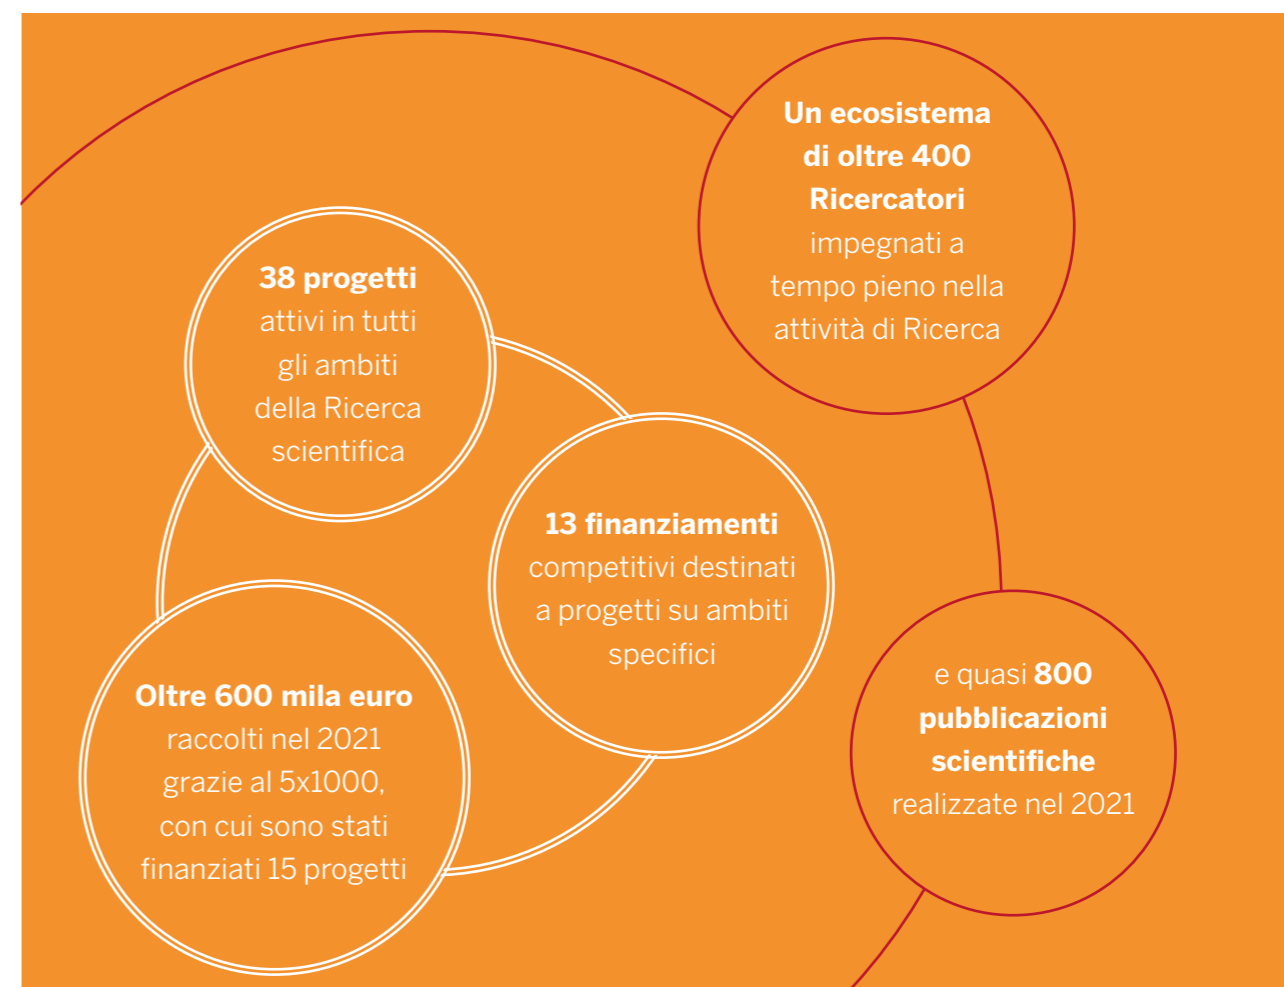 Un ecosistema
di oltre 400
Ricercatori
impegnati a
tempo pieno nella
attività di Ricerca
38 progetti
attivi in tutti
gli ambiti
della Ricerca
scientifica
13 finanziamenti
competitivi destinati
a progetti su ambiti
specifici
Oltre 600 mila euro
raccolti nel 2021
grazie al 5x1000,
con cui sono stati
finanziati 15 progetti
e quasi 800
pubblicazioni
scientifiche
realizzate nel 2021